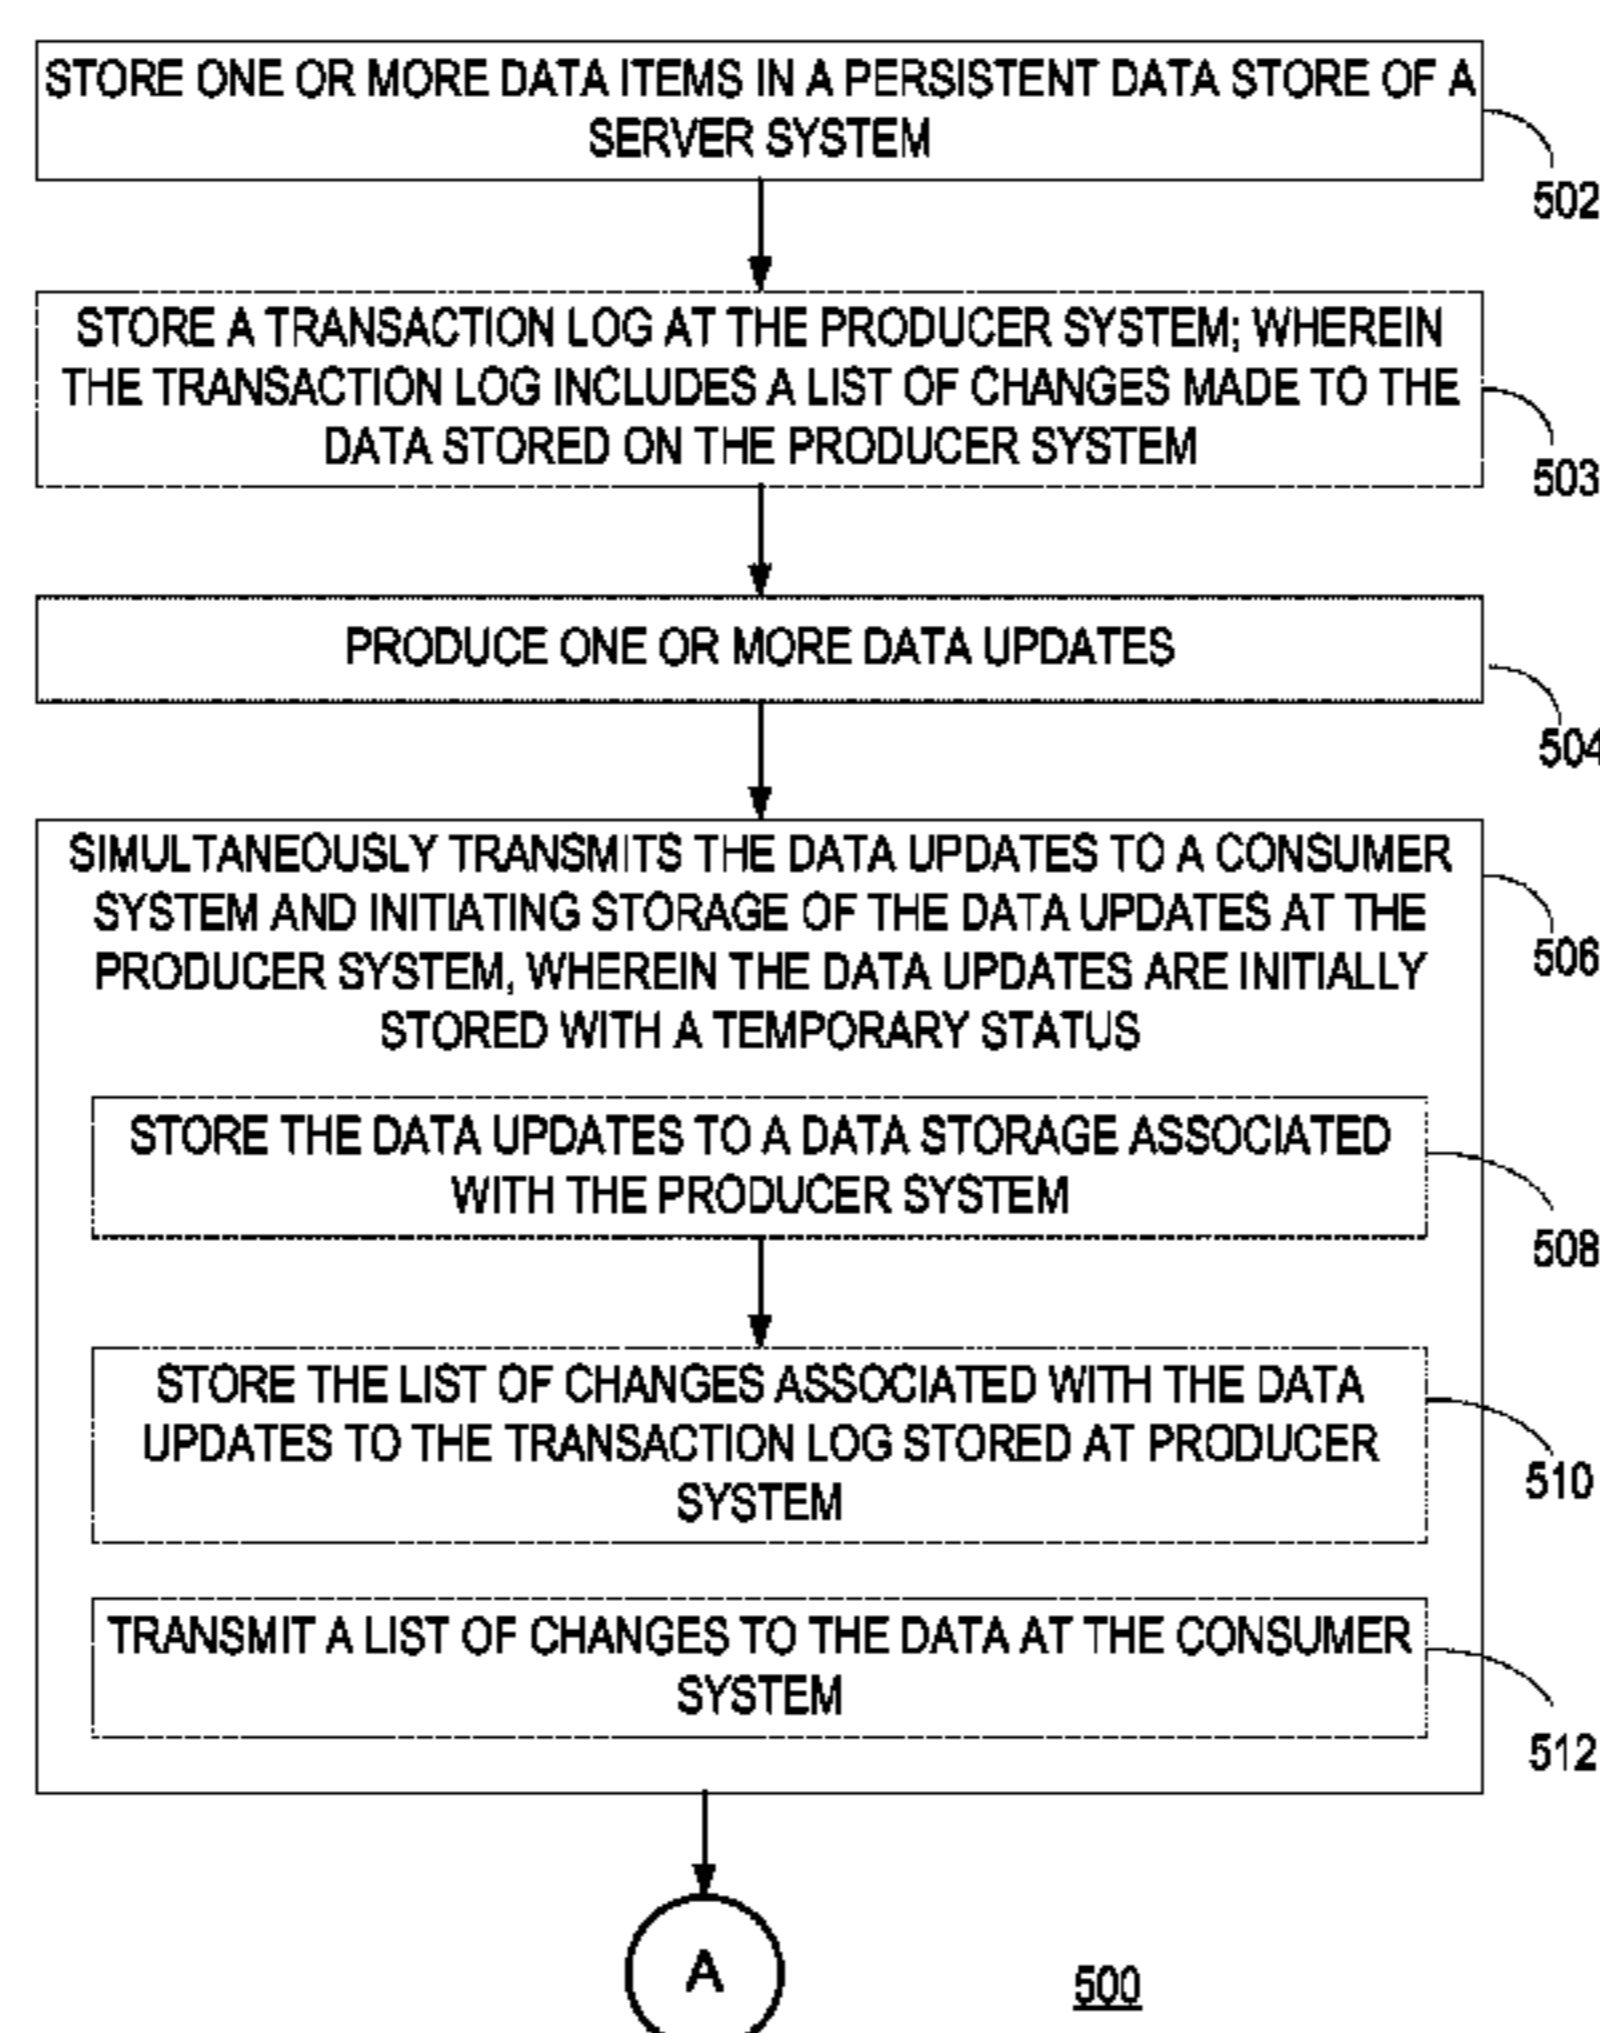 STORE ONE OR MORE DATA ITEMS IN A PERSISTENT DATA STORE OF A
SERVER SYSTEM
502
STORE A TRANSACTION LOG AT THE PRODUCER SYSTEM; WHEREIN
THE TRANSACTION LOG INCLUDES A LIST OF CHANGES MADE TO THE
DATA STORED ON THE PRODUCER SYSTEM
503
PRODUCE ONE OR MORE DATA UPDATES
504
SIMULTANEOUSLY TRANSMITS THE DATA UPDATES TO A CONSUMER
SYSTEM AND INITIATING STORAGE OF THE DATA UPDATES AT THE
PRODUCER SYSTEM, WHEREIN THE DATA UPDATES ARE INITIALLY
STORED WITH A TEMPORARY STATUS
506
STORE THE DATA UPDATES TO A DATA STORAGE ASSOCIATED
WITH THE PRODUCER SYSTEM
508
STORE THE LIST OF CHANGES ASSOCIATED WITH THE DATA
UPDATES TO THE TRANSACTION LOG STORED AT PRODUCER
SYSTEM
510
TRANSMIT A LIST OF CHANGES TO THE DATA AT THE CONSUMER
SYSTEM
512
A
500